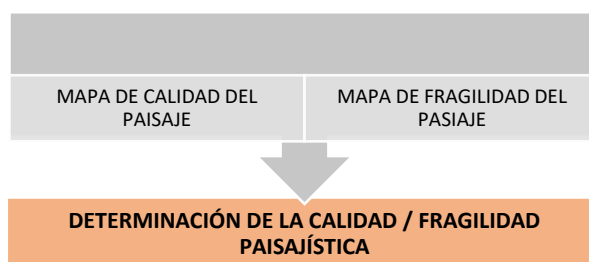 MAPA DE CALIDAD DEL
PAISAJE
MAPA DE FRAGILIDAD DEL
PASIAJE
DETERMINACIÓN DE LA CALIDAD / FRAGILIDAD
PAISAJÍSTICA